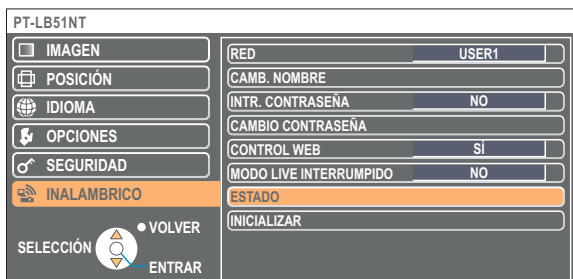 PT-LB51NT
IMAGEN
POSICIÓN
IDIOMA
OPCIONES
SEGURIDAD
INALAMBRICO
SELECCIÓN
VOLVER
ENTRAR
RED USER1
CAMB. NOMBRE
INTR. CONTRASEÑA NO
CAMBIO CONTRASEÑA
CONTROL WEB SÍ
MODO LIVE INTERRUMPIDO NO
ESTADO
INICIALIZAR